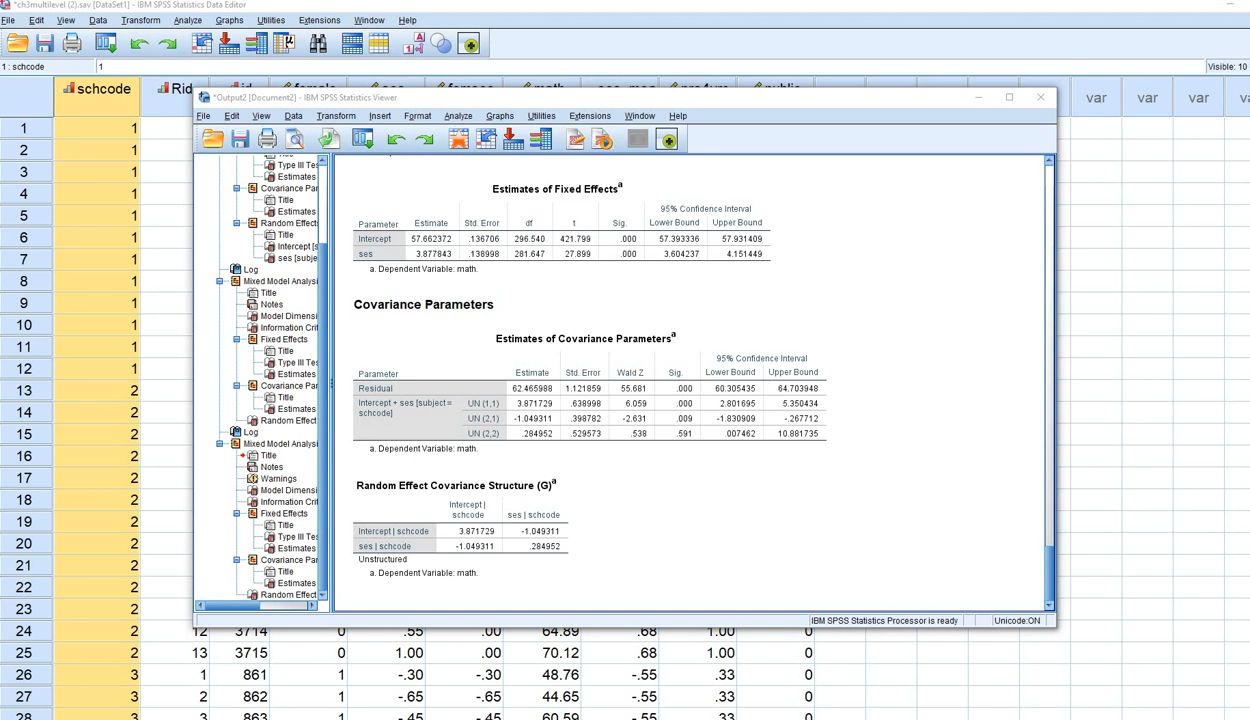 *ch3multilevel (2).sav [DataSet1] - IBM SPSS Statistics Data Editor
File Edit View Data Transform Analyze Graphs Utilities Extensions Window Help
1 : schcode 1 Visible: 10
schcode Rid var var var
*Output2 [Document2] - IBM SPSS Statistics Viewer
File Edit View Data Transform Insert Format Analyze Graphs Utilities Extensions Window Help
1 1
2 1
3 1
4 1
5 1
6 1
7 1
8 1
9 1
10 1
11 1
12 1
13 2
14 2
15 2
16 2
17 2
18 2
19 2
20 2
21 2
22 2
23 2
24 2 12 3714 0 .55 .00 64.89 .68 1.00 0
25 2 13 3715 0 1.00 .00 70.12 .68 1.00 0
26 3 1 861 1 -.30 -.30 48.76 -.55 .33 0
27 3 2 862 1 -.65 -.65 44.65 -.55 .33 0
28 3 3 863 1 -.45 -.45 60.59 -.55 .33 0
Title
Type III Tes
Estimates
Covariance Par
Title
Estimates
Random Effect
Title
Intercept [s
ses [subje
Log
Mixed Model Analysi
Title
Notes
Model Dimensi
Information Crit
Fixed Effects
Title
Type III Tes
Estimates
Covariance Par
Title
Estimates
Random Effect
Log
Mixed Model Analysi
Title
Notes
Warnings
Model Dimensi
Information Crit
Fixed Effects
Title
Type III Tes
Estimates
Covariance Par
Title
Estimates
Random Effect
Estimates of Fixed Effects^a
95% Confidence Interval
Parameter Estimate Std. Error df t Sig. Lower Bound Upper Bound
Intercept 57.662372 .136706 296.540 421.799 .000 57.393336 57.931409
ses 3.877843 .138998 281.647 27.899 .000 3.604237 4.151449
a. Dependent Variable: math.
Covariance Parameters
Estimates of Covariance Parameters^a
95% Confidence Interval
Parameter Estimate Std. Error Wald Z Sig. Lower Bound Upper Bound
Residual 62.465988 1.121859 55.681 .000 60.305435 64.703948
Intercept + ses [subject = schcode] UN (1,1) 3.871729 .638998 6.059 .000 2.801695 5.350434
UN (2,1) -1.049311 .398782 -2.631 .009 -1.830909 -.267712
UN (2,2) .284952 .529573 .538 .591 .007462 10.881735
a. Dependent Variable: math.
Random Effect Covariance Structure (G)^a
Intercept | schcode ses | schcode
Intercept | schcode 3.871729 -1.049311
ses | schcode -1.049311 .284952
Unstructured
a. Dependent Variable: math.
IBM SPSS Statistics Processor is ready Unicode:ON